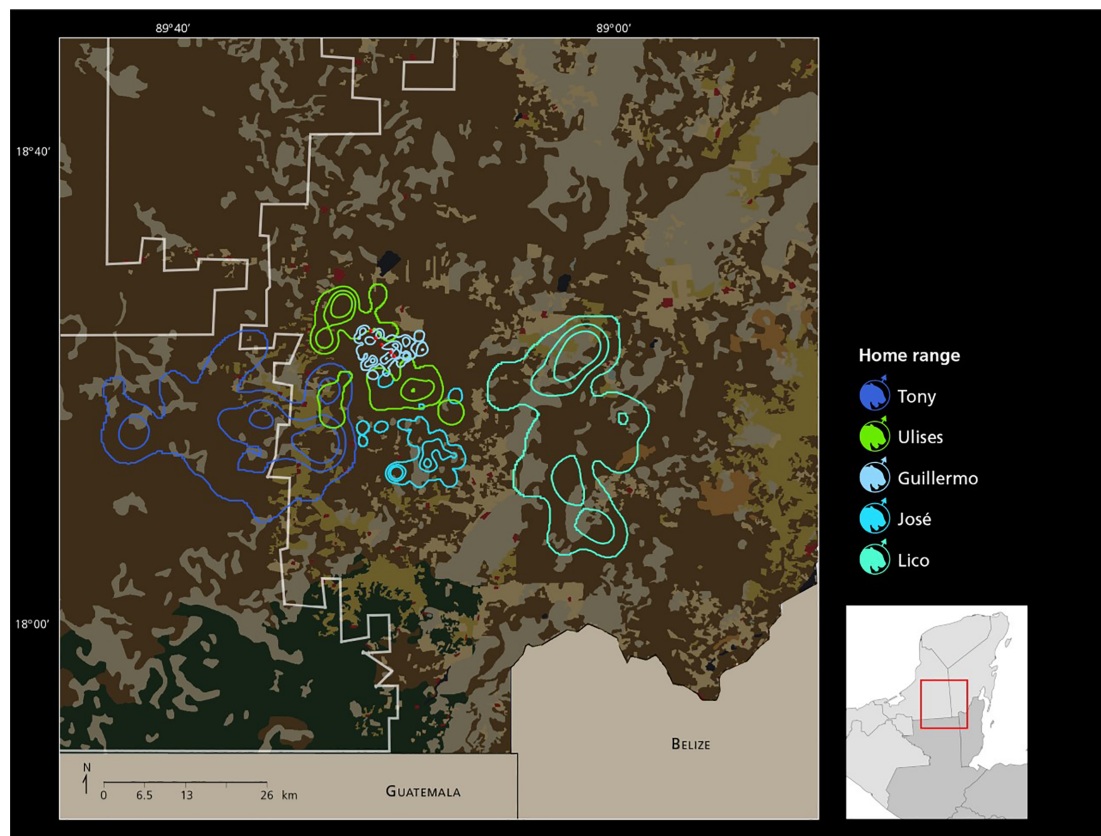 89°40’
89°00’
18°40’
Home range
Tony
Ulises
Guillermo
José
Lico
18°00’
BELIZE
N
0 6.5 13 26 km
GUATEMALA